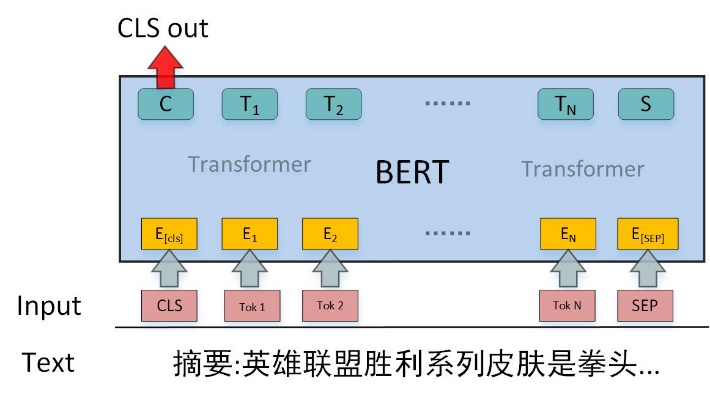 CLS out
C T1 T2 ...... TN S
Transformer BERT Transformer
E[cls] E1 E2 ...... EN E[SEP]
Input CLS Tok 1 Tok 2 Tok N SEP
Text 摘要:英雄联盟胜利系列皮肤是拳头...